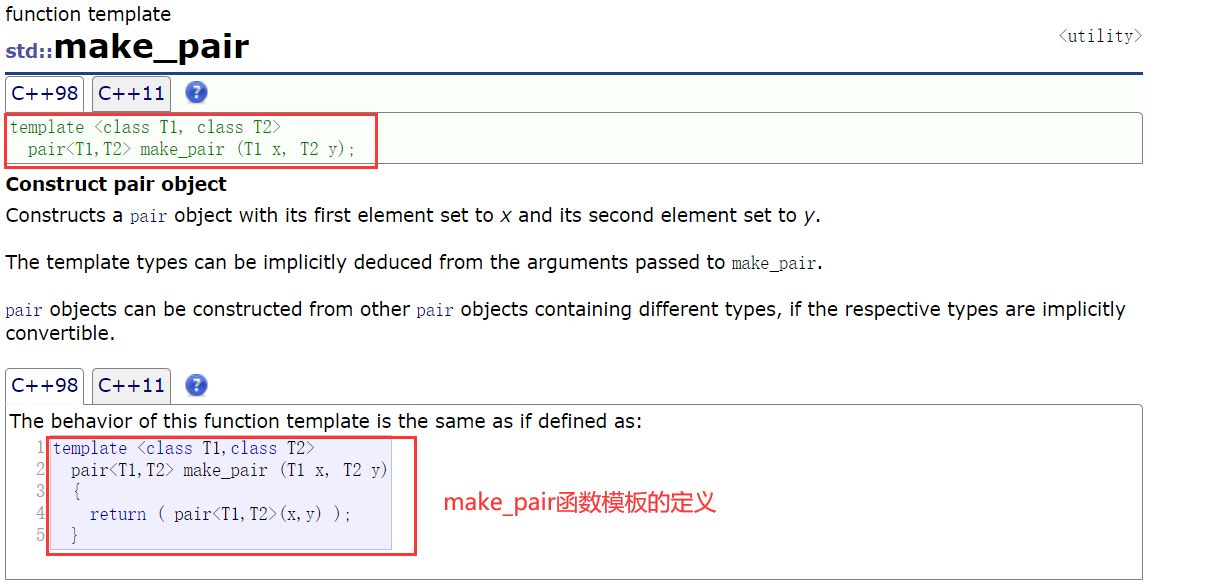 function template
std::make_pair
<utility>
C++98 C++11 ?
template <class T1, class T2>
pair<T1,T2> make_pair (T1 x, T2 y);
Construct pair object
Constructs a pair object with its first element set to x and its second element set to y.
The template types can be implicitly deduced from the arguments passed to make_pair.
pair objects can be constructed from other pair objects containing different types, if the respective types are implicitly
convertible.
C++98 C++11 ?
The behavior of this function template is the same as if defined as:
1 template <class T1,class T2>
2 pair<T1,T2> make_pair (T1 x, T2 y)
3 {
4 return ( pair<T1,T2>(x,y) );
5 }
make_pair函数模板的定义